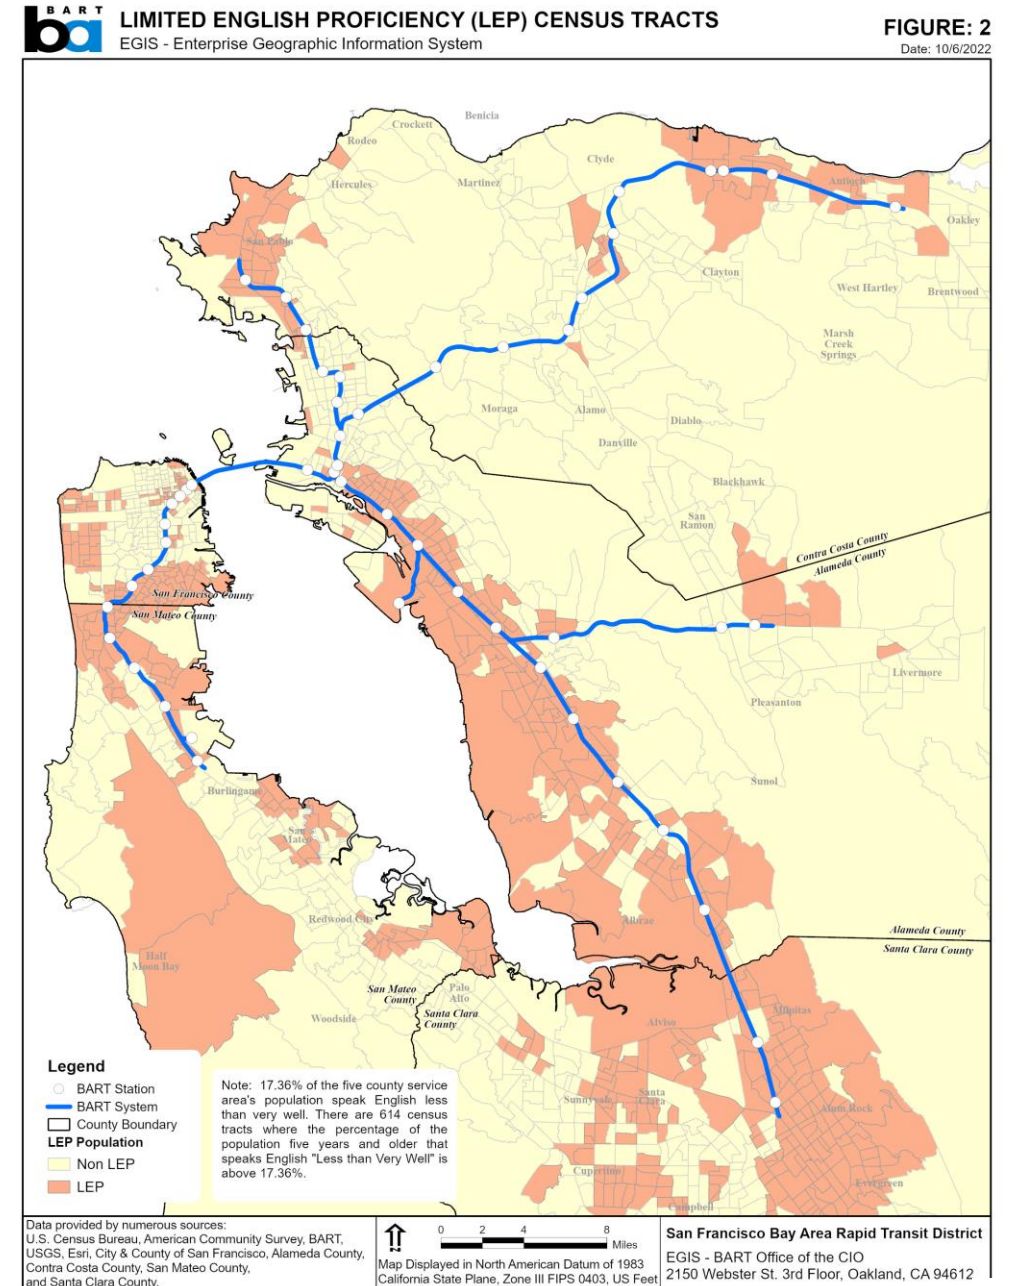 BART
ba
LIMITED ENGLISH PROFICIENCY (LEP) CENSUS TRACTS
EGIS - Enterprise Geographic Information System
FIGURE: 2
Date: 10/6/2022
Benicia
Crockett
Rodeo
Clyde
Hercules
Martinez
Antioch
Oakley
San Pablo
Clayton
West Hartley
Brentwood
Marsh
Creek
Springs
Moraga
Alamo
Diablo
Danville
Blackhawk
San
Ramon
Contra Costa County
Alameda County
San Francisco County
San Mateo County
Livermore
Pleasanton
Sunol
Burlingame
San
Mateo
Redwood City
Albrae
Alameda County
Santa Clara County
Half
Moon Bay
San Mateo
County
Palo
Alto
Santa Clara
County
Woodside
Alviso
Milpitas
Sunnyvale
Santa
Clara
Alum Rock
Cupertino
Evergreen
Campbell
Legend
BART Station
BART System
County Boundary
LEP Population
Non LEP
LEP
Note: 17.36% of the five county service
area's population speak English less
than very well. There are 614 census
tracts where the percentage of the
population five years and older that
speaks English "Less than Very Well" is
above 17.36%.
Data provided by numerous sources:
U.S. Census Bureau, American Community Survey, BART,
USGS, Esri, City & County of San Francisco, Alameda County,
Contra Costa County, San Mateo County,
and Santa Clara County.
0 2 4 8
Miles
Map Displayed in North American Datum of 1983
California State Plane, Zone III FIPS 0403, US Feet
San Francisco Bay Area Rapid Transit District
EGIS - BART Office of the CIO
2150 Webster St. 3rd Floor, Oakland, CA 94612